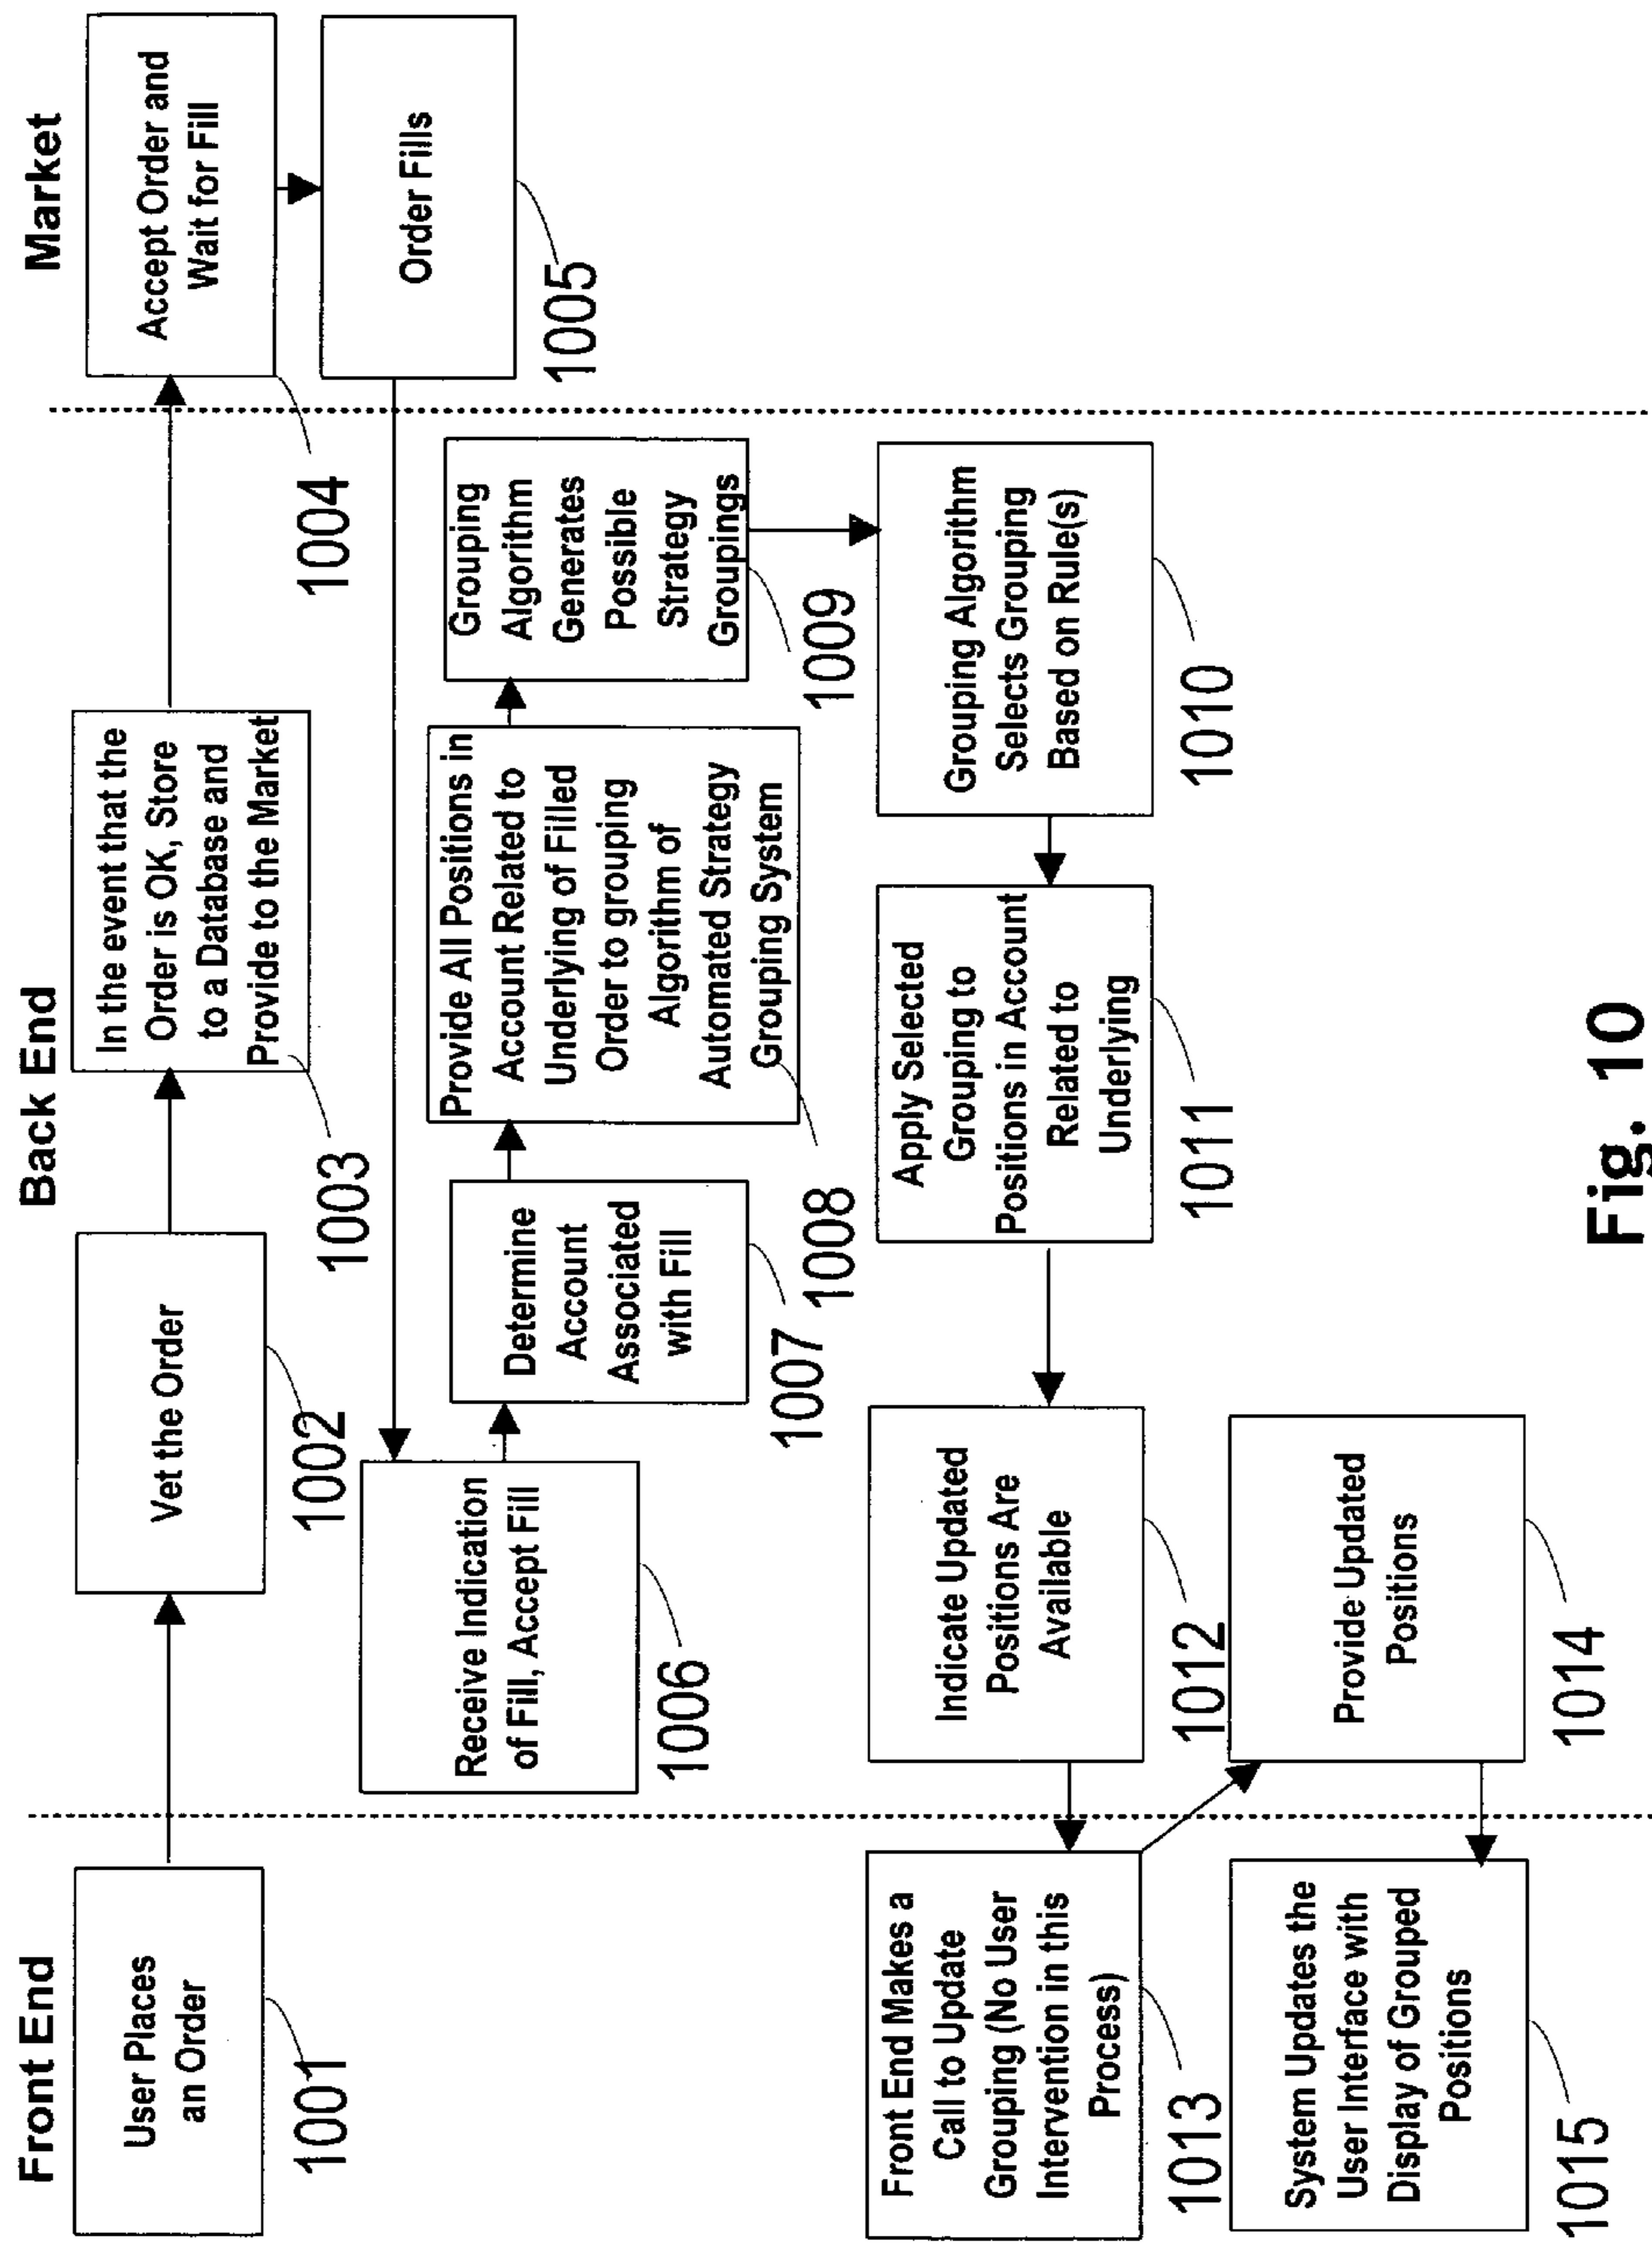 Front End
Back End
Market
User Places
an Order
1001
Vet the Order
1002
In the event that the
Order is OK, Store
to a Database and
Provide to the Market
1003
Accept Order and
Wait for Fill
1004
Order Fills
1005
Receive Indication
of Fill, Accept Fill
1006
Determine
Account
Associated
with Fill
1007
Provide All Positions in
Account Related to
Underlying of Filled
Order to grouping
Algorithm of
Automated Strategy
Grouping System
1008
Grouping
Algorithm
Generates
Possible
Strategy
Groupings
1009
Grouping Algorithm
Selects Grouping
Based on Rule(s)
1010
Apply Selected
Grouping to
Positions in Account
Related to
Underlying
1011
Indicate Updated
Positions Are
Available
1012
Front End Makes a
Call to Update
Grouping (No User
Intervention in this
Process)
1013
Provide Updated
Positions
1014
System Updates the
User Interface with
Display of Grouped
Positions
1015
Fig. 10